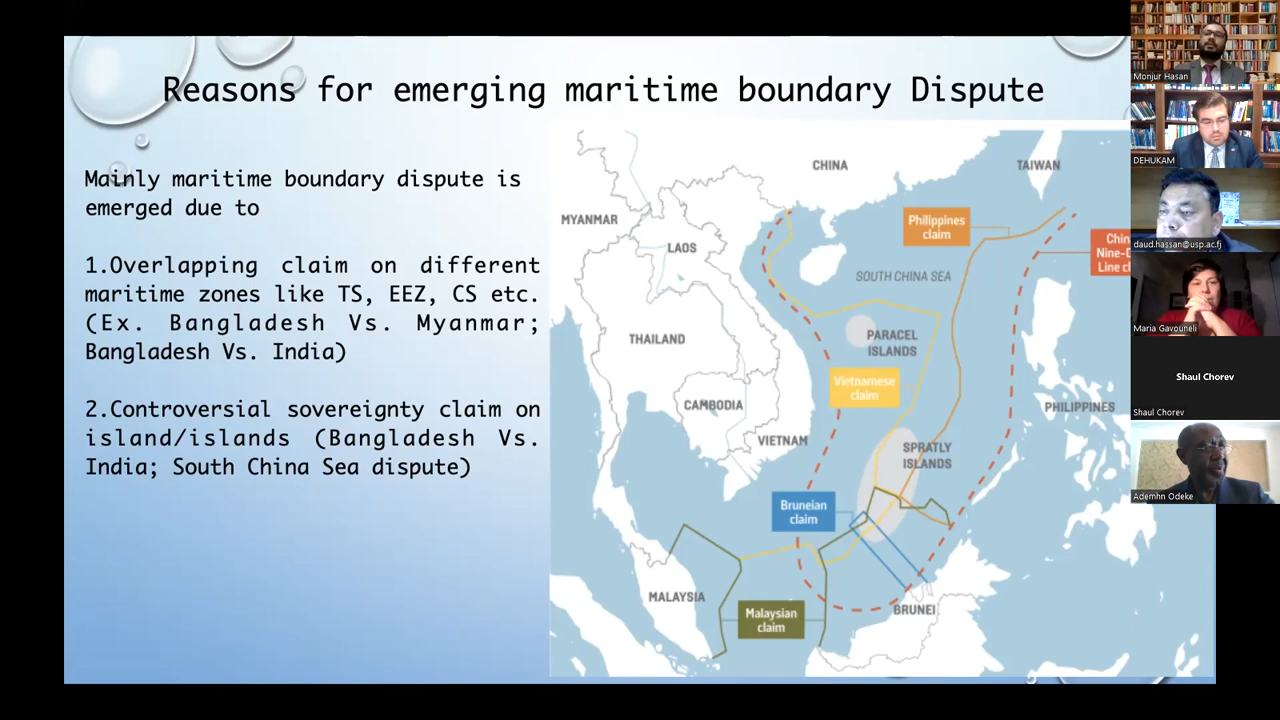 Reasons for emerging maritime boundary Dispute
Mainly maritime boundary dispute is
emerged due to
1.Overlapping claim on different
maritime zones like TS, EEZ, CS etc.
(Ex. Bangladesh Vs. Myanmar;
Bangladesh Vs. India)
2.Controversial sovereignty claim on
island/islands (Bangladesh Vs.
India; South China Sea dispute)
CHINA
TAIWAN
MYANMAR
LAOS
Philippines
claim
Nine-D
SOUTH CHINA SEA
THAILAND
PARACEL
ISLANDS
Vietnamese
claim
CAMBODIA
PHILIPPINES
VIETNAM
SPRATLY
ISLANDS
Bruneian
claim
MALAYSIA
BRUNEI
Malaysian
claim
Monjur Hasan
DEHUKAM
daud.hassan@usp.ac.fj
Maria Gavouneli
Shaul Chorev
Shaul Chorev
Ademhn Odeke